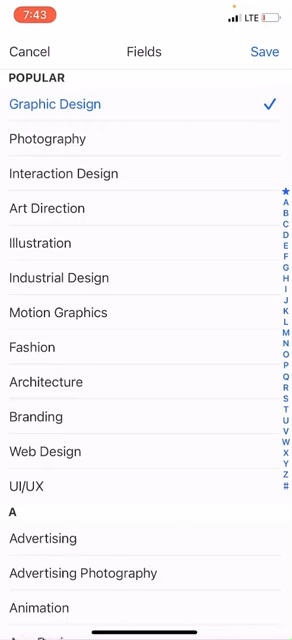 7:43 LTE
Cancel Fields Save
POPULAR
Graphic Design
Photography
Interaction Design
Art Direction
Illustration
Industrial Design
Motion Graphics
Fashion
Architecture
Branding
Web Design
UI/UX
A
Advertising
Advertising Photography
Animation
A
B
C
D
E
F
G
H
I
J
K
L
M
N
O
P
Q
R
S
T
U
V
W
X
Y
Z
#